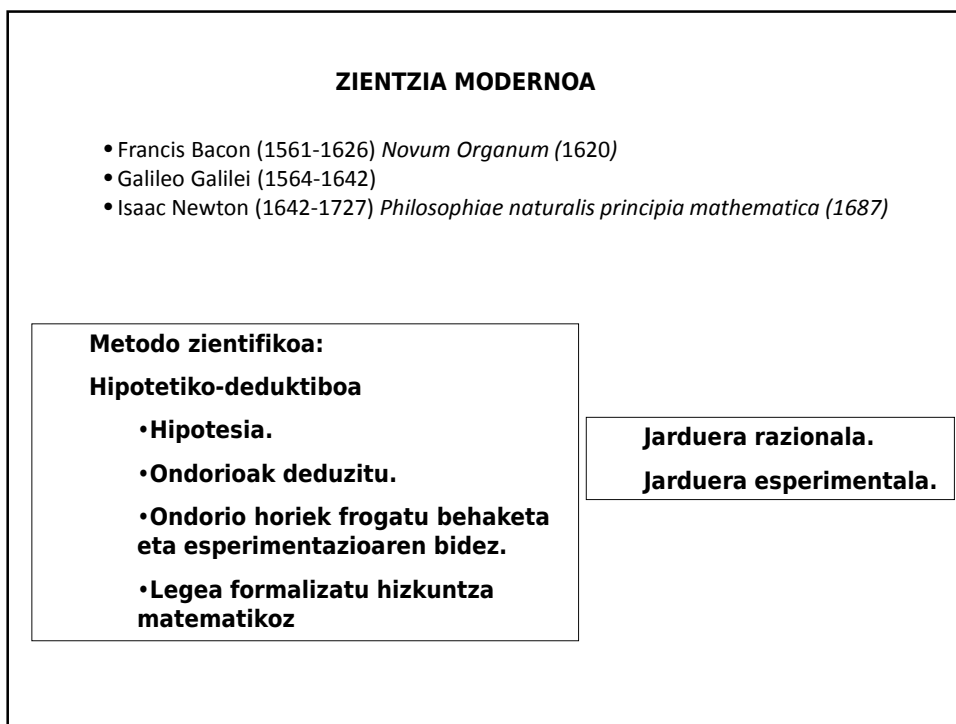 ZIENTZIA MODERNOA
• Francis Bacon (1561-1626) Novum Organum (1620)
• Galileo Galilei (1564-1642)
• Isaac Newton (1642-1727) Philosophiae naturalis principia mathematica (1687)
Metodo zientifikoa:
Hipotetiko-deduktiboa
•Hipotesia.
•Ondorioak deduzitu.
•Ondorio horiek frogatu behaketa
eta esperimentazioaren bidez.
•Legea formalizatu hizkuntza
matematikoz
Jarduera razionala.
Jarduera esperimentala.